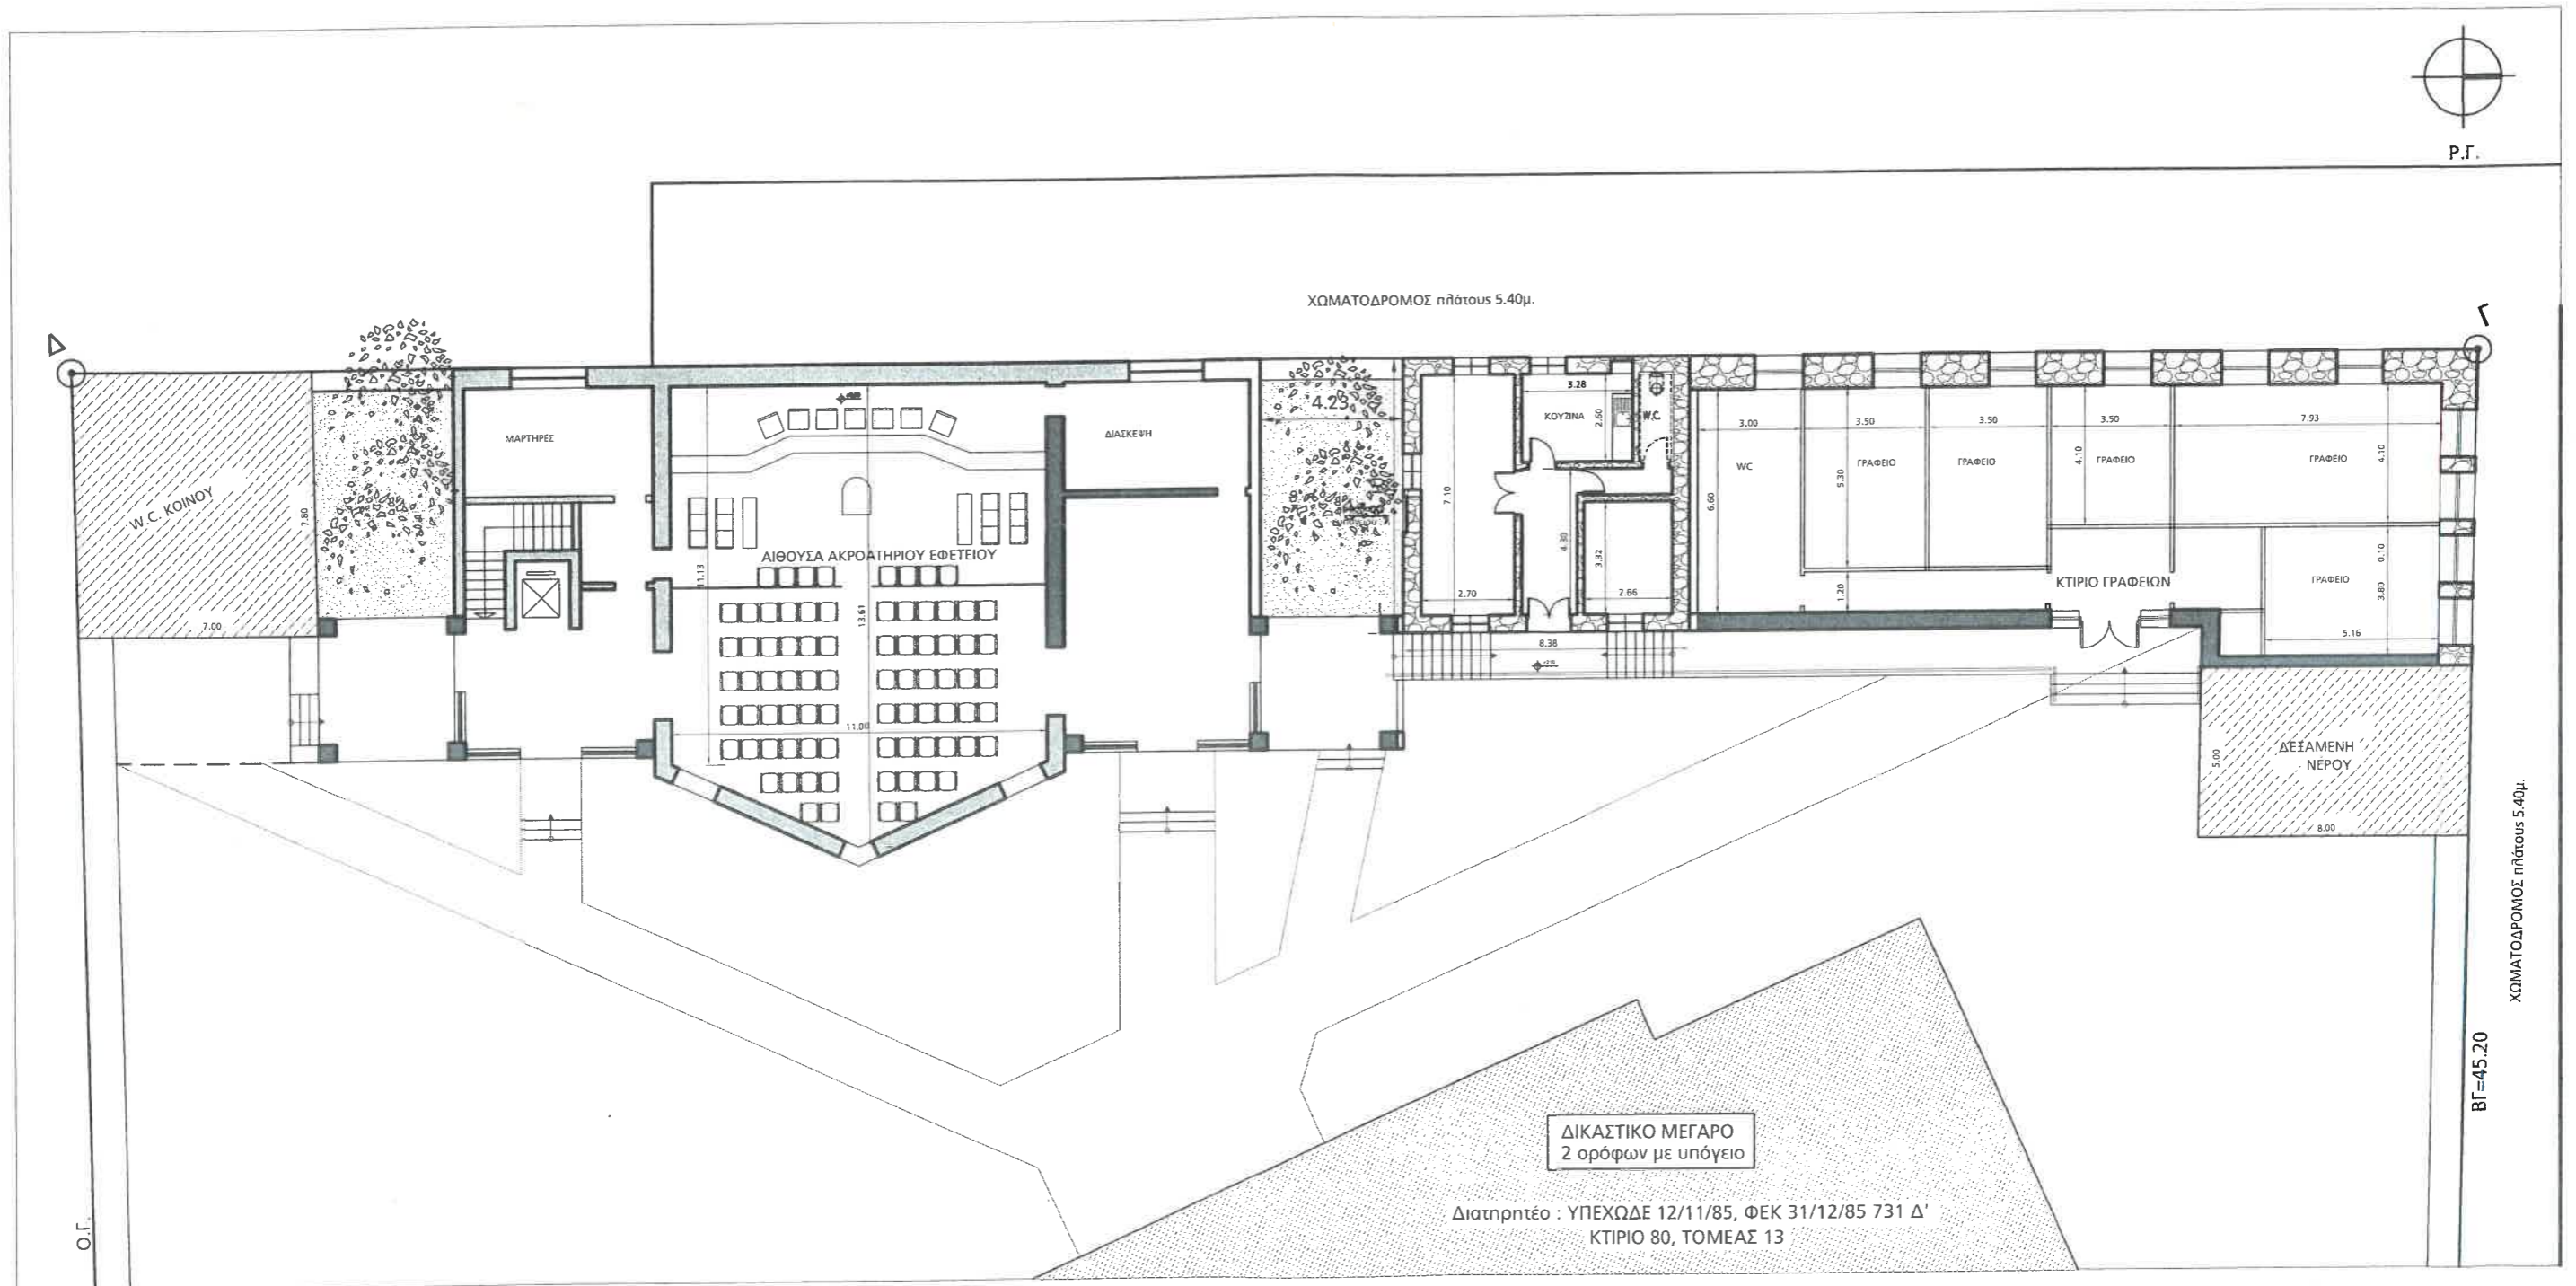 Ρ.Γ.
ΧΩΜΑΤΟΔΡΟΜΟΣ πλάτους 5.40μ.
Δ
Γ
4.23
3.28
ΚΟΥΖΙΝΑ
2.60
W.C.
3.00
3.50
3.50
3.50
7.93
ΜΑΡΤΗΡΕΣ
ΔΙΑΣΚΕΨΗ
WC
ΓΡΑΦΕΙΟ
ΓΡΑΦΕΙΟ
4.10
ΓΡΑΦΕΙΟ
ΓΡΑΦΕΙΟ
4.10
W.C. ΚΟΙΝΟΥ
7.80
7.10
6.60
5.30
ΑΙΘΟΥΣΑ ΑΚΡΟΑΤΗΡΙΟΥ ΕΦΕΤΕΙΟΥ
11.13
4.30
3.32
0.10
ΚΤΙΡΙΟ ΓΡΑΦΕΙΩΝ
ΓΡΑΦΕΙΟ
3.80
2.70
2.66
1.20
13.61
7.00
8.38
5.16
11.00
5.00
ΔΕΞΑΜΕΝΗ
ΝΕΡΟΥ
8.00
ΧΩΜΑΤΟΔΡΟΜΟΣ πλάτους 5.40μ.
ΒΓ=45.20
ΔΙΚΑΣΤΙΚΟ ΜΕΓΑΡΟ
2 ορόφων με υπόγειο
Διατηρητέο : ΥΠΕΧΩΔΕ 12/11/85, ΦΕΚ 31/12/85 731 Δ'
ΚΤΙΡΙΟ 80, ΤΟΜΕΑΣ 13
Ο.Γ.